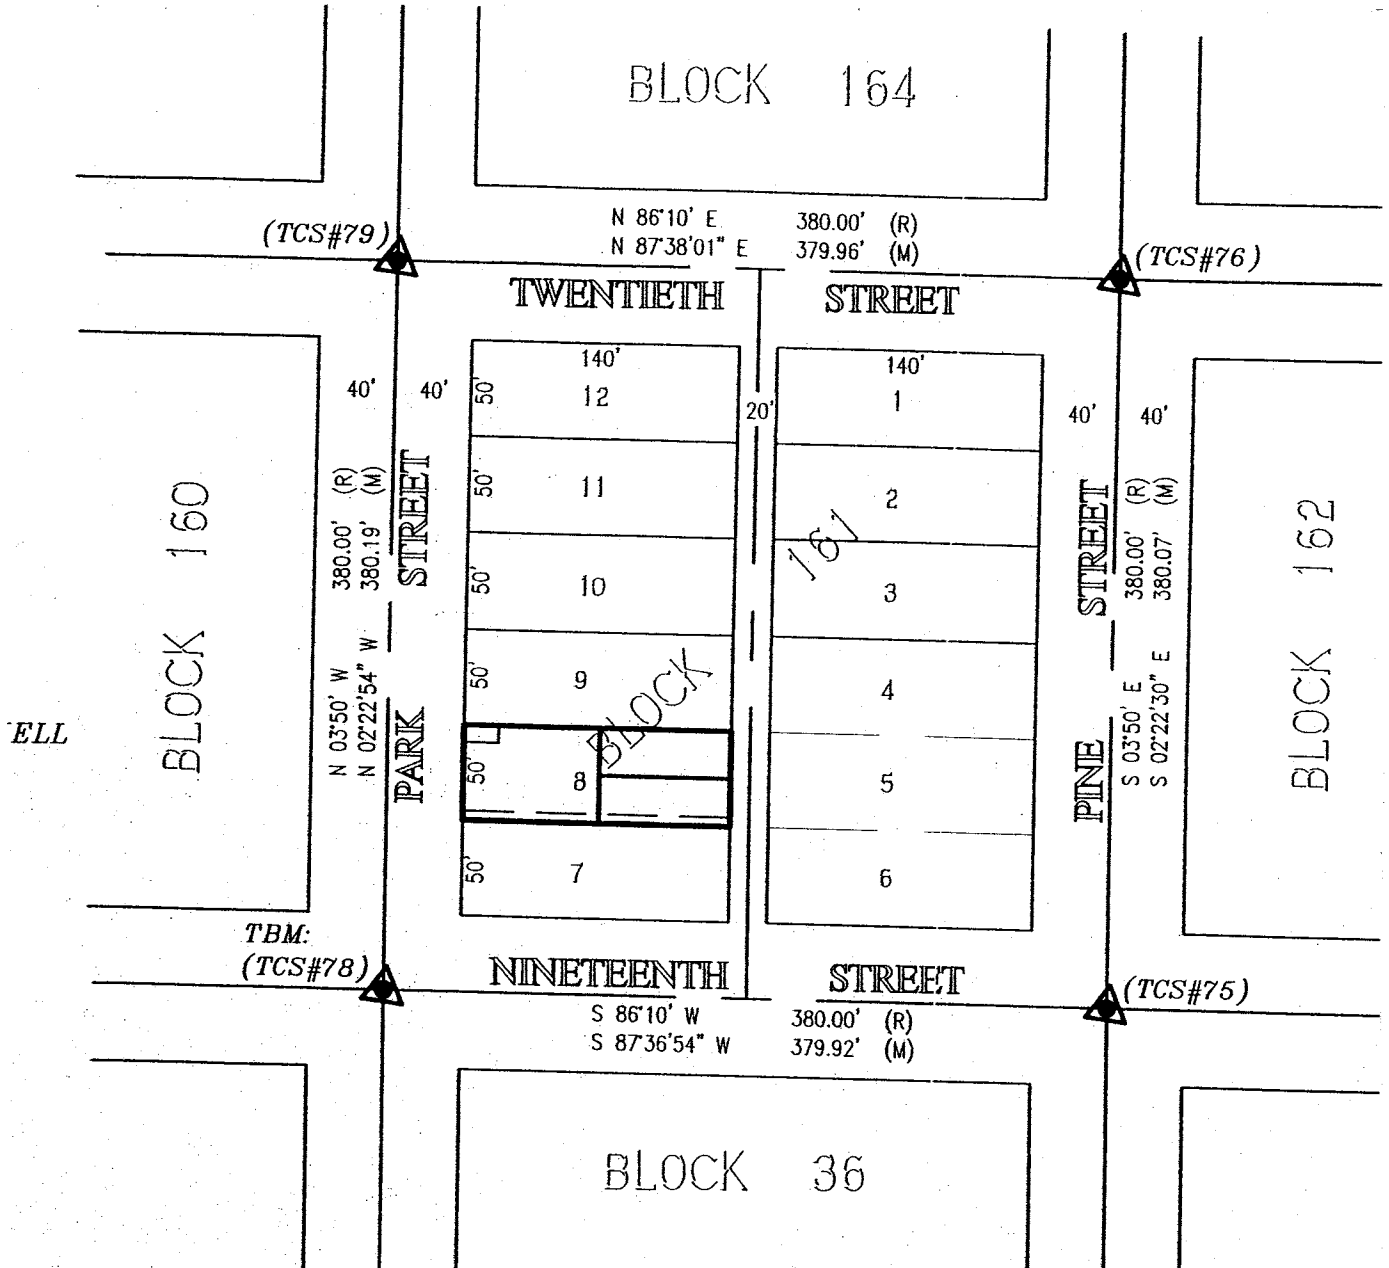 BLOCK 164
N 86°10' E 380.00' (R)
N 87°38'01" E 379.96' (M)
(TCS#79)
(TCS#76)
TWENTIETH STREET
140'
140'
50'
12
1
40'
40'
20'
40'
40'
50'
11
2
50'
10
3
50'
9
4
50'
8
5
50'
7
6
BLOCK 161
BLOCK 160
N 03°50' W 380.00' (R)
N 02°22'54" W 380.19' (M)
PARK STREET
PINE STREET
S 03°50' E 380.00' (R)
S 02°22'30" E 380.07' (M)
BLOCK 162
ELL
TBM:
(TCS#78)
(TCS#75)
NINETEENTH STREET
S 86°10' W 380.00' (R)
S 87°36'54" W 379.92' (M)
BLOCK 36